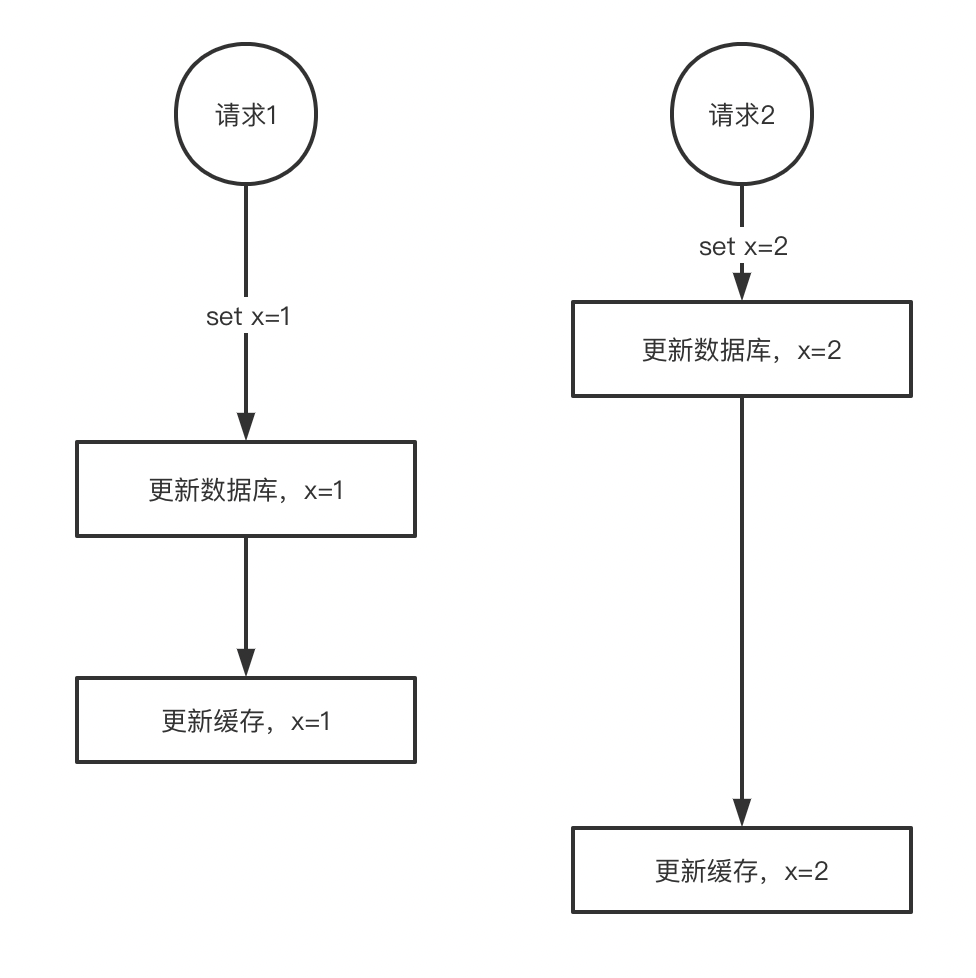 请求1
请求2
set x=2
set x=1
更新数据库，x=2
更新数据库，x=1
更新缓存，x=1
更新缓存，x=2